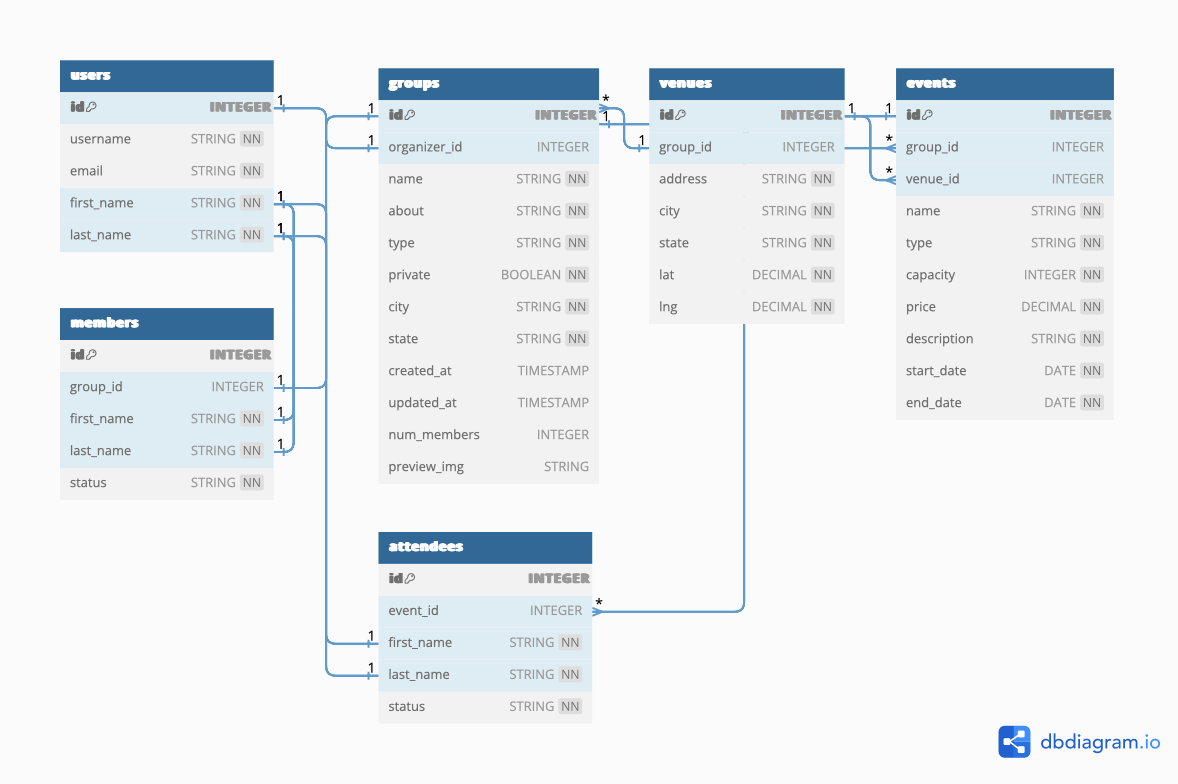 users
id INTEGER
username STRING NN
email STRING NN
first_name STRING NN
last_name STRING NN
1
1
1
members
id INTEGER
group_id INTEGER
first_name STRING NN
last_name STRING NN
status STRING NN
1
1
1
groups
id INTEGER
organizer_id INTEGER
name STRING NN
about STRING NN
type STRING NN
private BOOLEAN NN
city STRING NN
state STRING NN
created_at TIMESTAMP
updated_at TIMESTAMP
num_members INTEGER
preview_img STRING
1
1
*
1
1
venues
id INTEGER
group_id INTEGER
address STRING NN
city STRING NN
state STRING NN
lat DECIMAL NN
lng DECIMAL NN
1
1
*
*
events
id INTEGER
group_id INTEGER
venue_id INTEGER
name STRING NN
type STRING NN
capacity INTEGER NN
price DECIMAL NN
description STRING NN
start_date DATE NN
end_date DATE NN
attendees
id INTEGER
event_id INTEGER
first_name STRING NN
last_name STRING NN
status STRING NN
*
1
1
dbdiagram.io